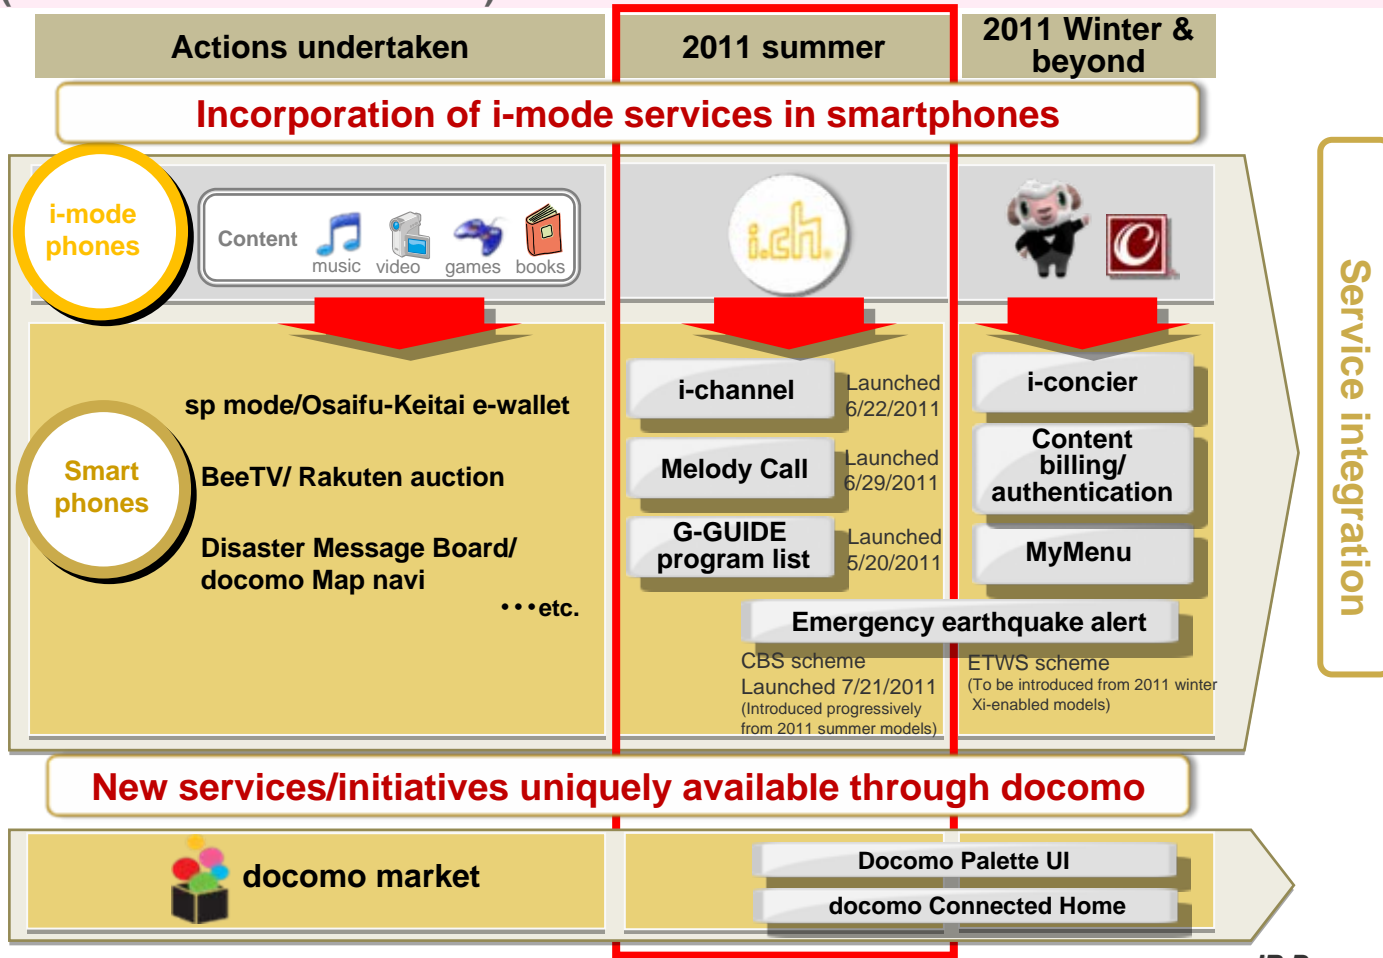 Actions undertaken
2011 summer
2011 Winter &
beyond
Incorporation of i-mode services in smartphones
i-mode
phones
Content
music video games books
i.ch.
C
Smart
phones
sp mode/Osaifu-Keitai e-wallet
BeeTV/ Rakuten auction
Disaster Message Board/
docomo Map navi
･･･etc.
i-channel
Launched
6/22/2011
Melody Call
Launched
6/29/2011
G-GUIDE
program list
Launched
5/20/2011
i-concier
Content
billing/
authentication
MyMenu
Emergency earthquake alert
CBS scheme
Launched 7/21/2011
(Introduced progressively
from 2011 summer models)
ETWS scheme
(To be introduced from 2011 winter
Xi-enabled models)
Service integration
New services/initiatives uniquely available through docomo
docomo market
Docomo Palette UI
docomo Connected Home